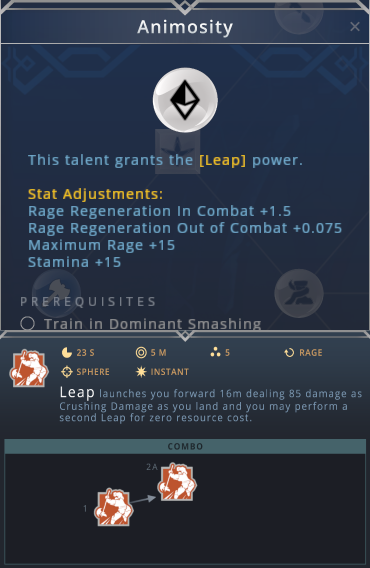 Animosity
This talent grants the [Leap] power.
Stat Adjustments:
Rage Regeneration In Combat +1.5
Rage Regeneration Out of Combat +0.075
Maximum Rage +15
Stamina +15
PREREQUISITES
Train in Dominant Smashing
23 S 5 M 5 RAGE
SPHERE INSTANT
Leap launches you forward 16m dealing 85 damage as
Crushing Damage as you land and you may perform a
second Leap for zero resource cost.
COMBO
2A
1